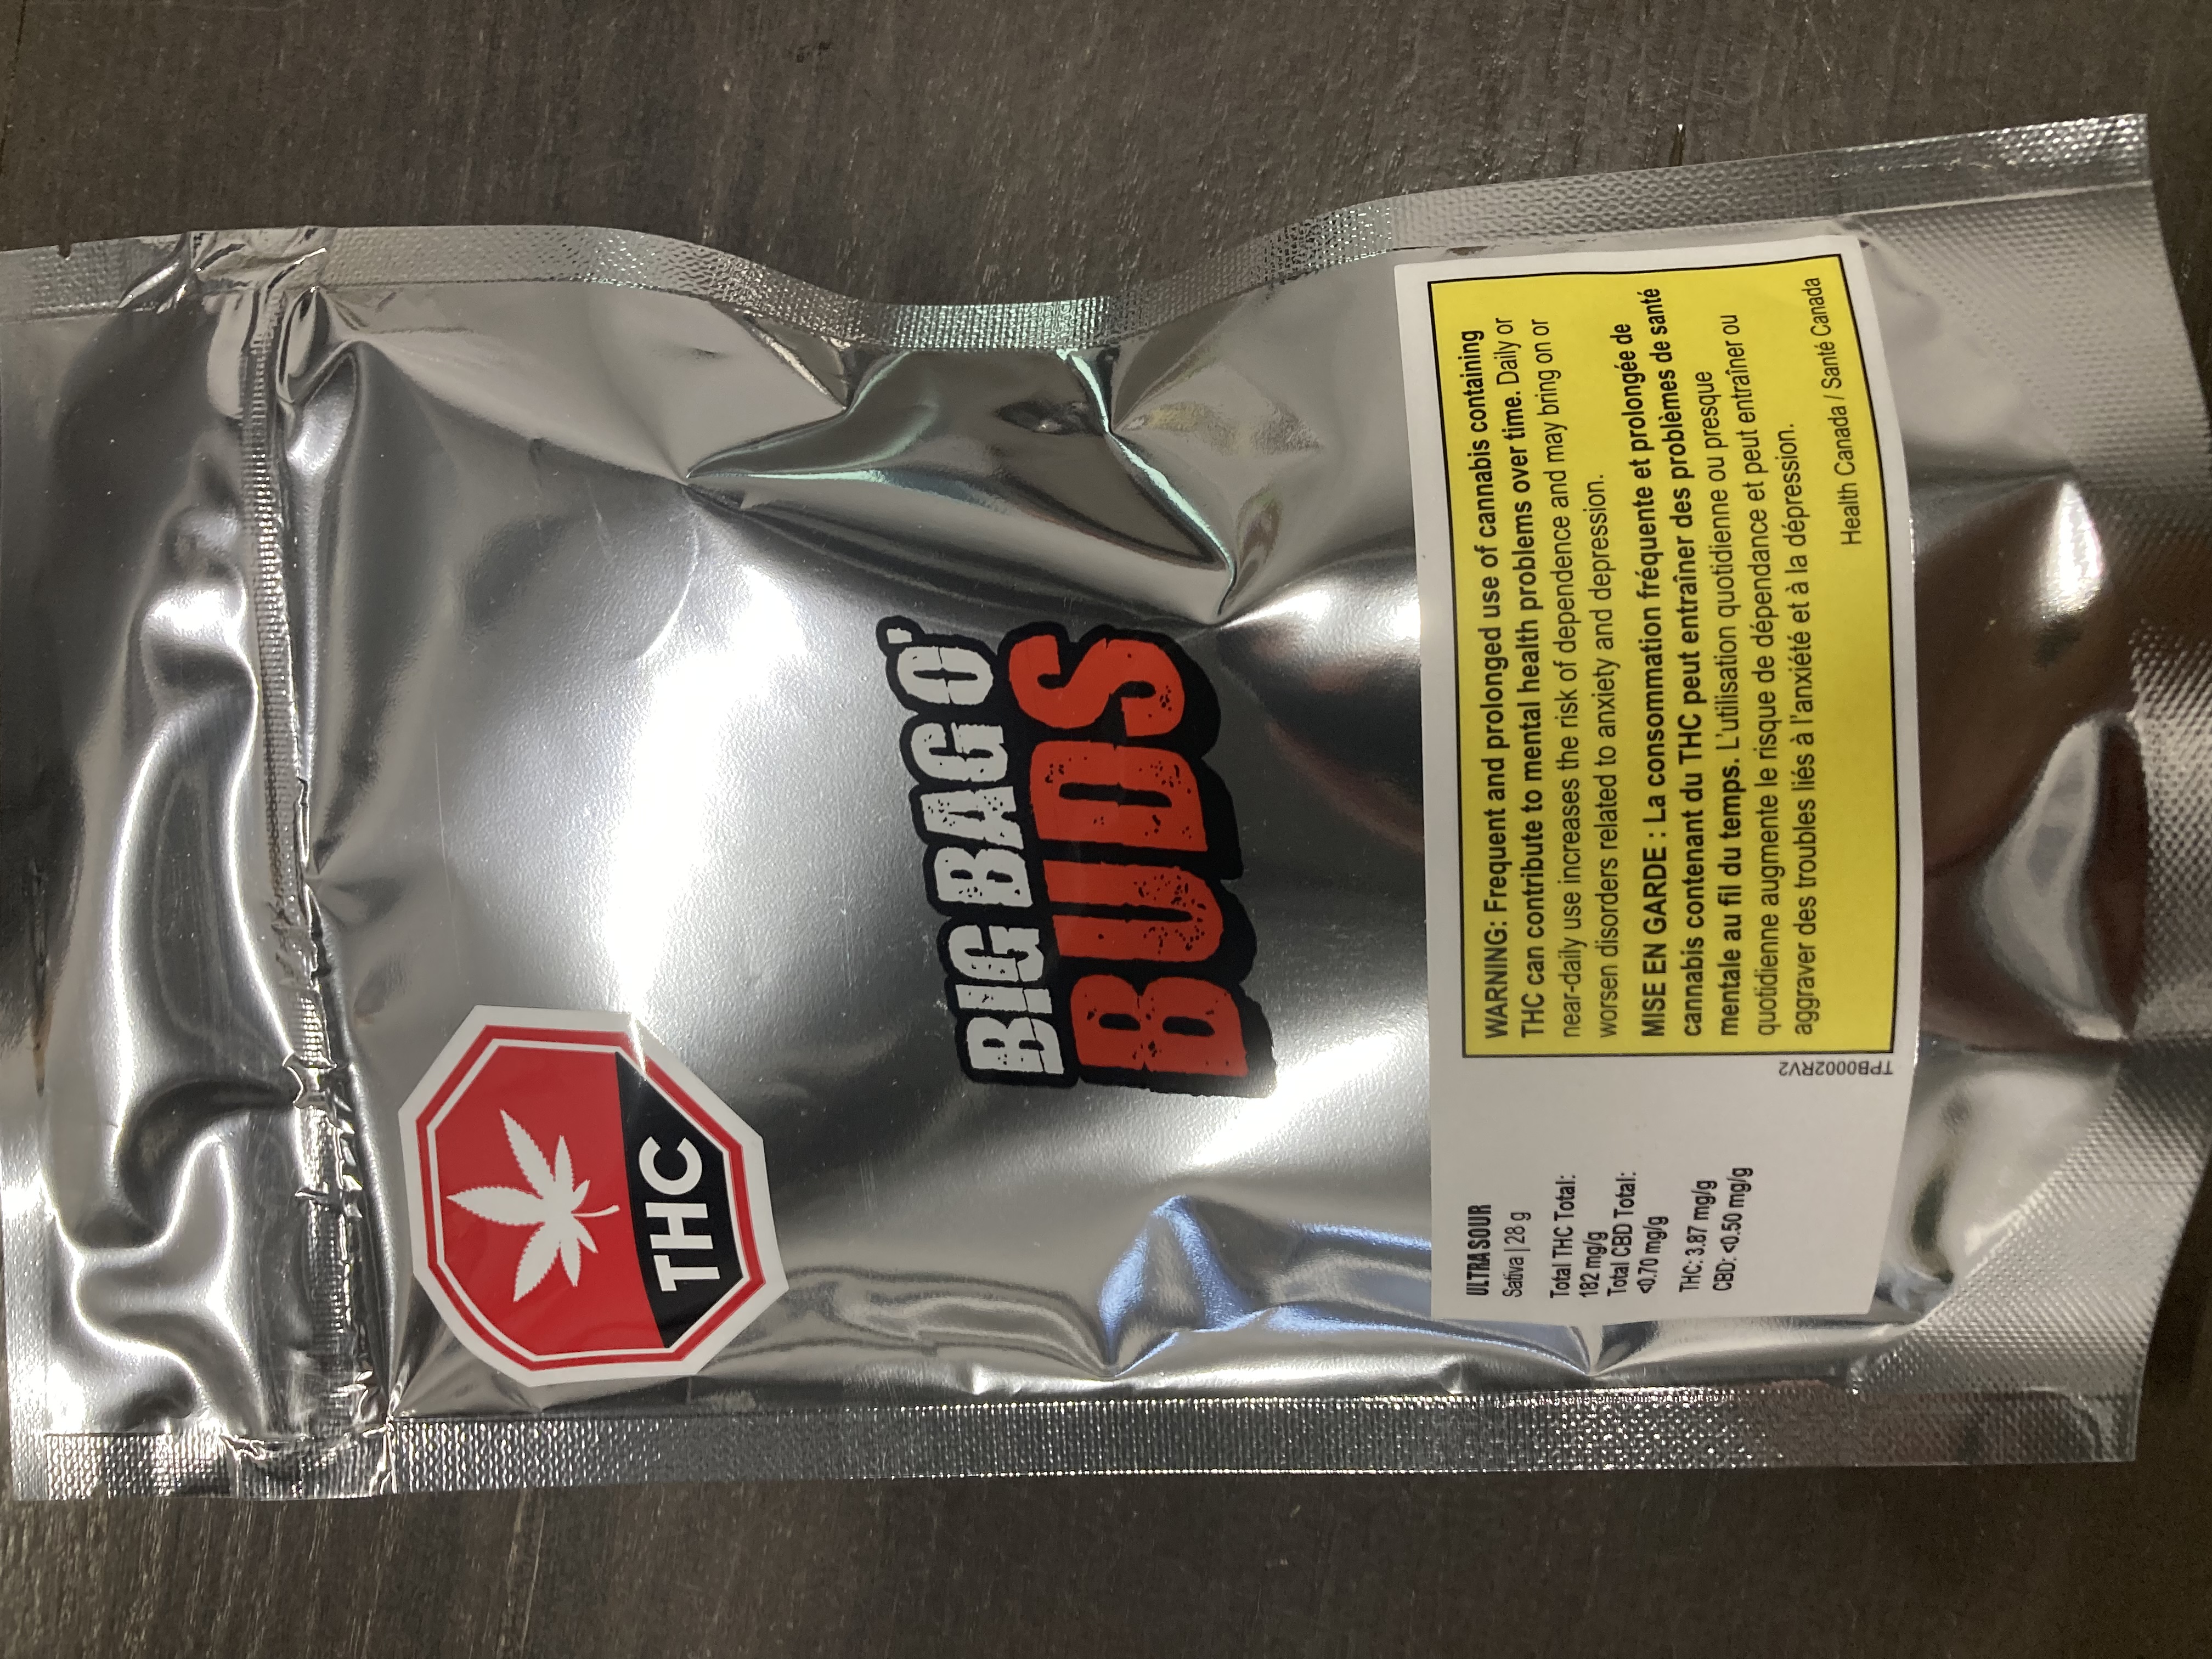 THC
BIG BAG O'
BUDS
ULTRA SOUR
Sativa | 28 g
Total THC Total:
182 mg/g
Total CBD Total:
<0.70 mg/g
THC: 3.87 mg/g
CBD: <0.50 mg/g
TPB0002RV2
WARNING: Frequent and prolonged use of cannabis containing
THC can contribute to mental health problems over time. Daily or
near-daily use increases the risk of dependence and may bring on or
worsen disorders related to anxiety and depression.
MISE EN GARDE : La consommation fréquente et prolongée de
cannabis contenant du THC peut entraîner des problèmes de santé
mentale au fil du temps. L'utilisation quotidienne ou presque
quotidienne augmente le risque de dépendance et peut entraîner ou
aggraver des troubles liés à l'anxiété et à la dépression.
Health Canada / Santé Canada